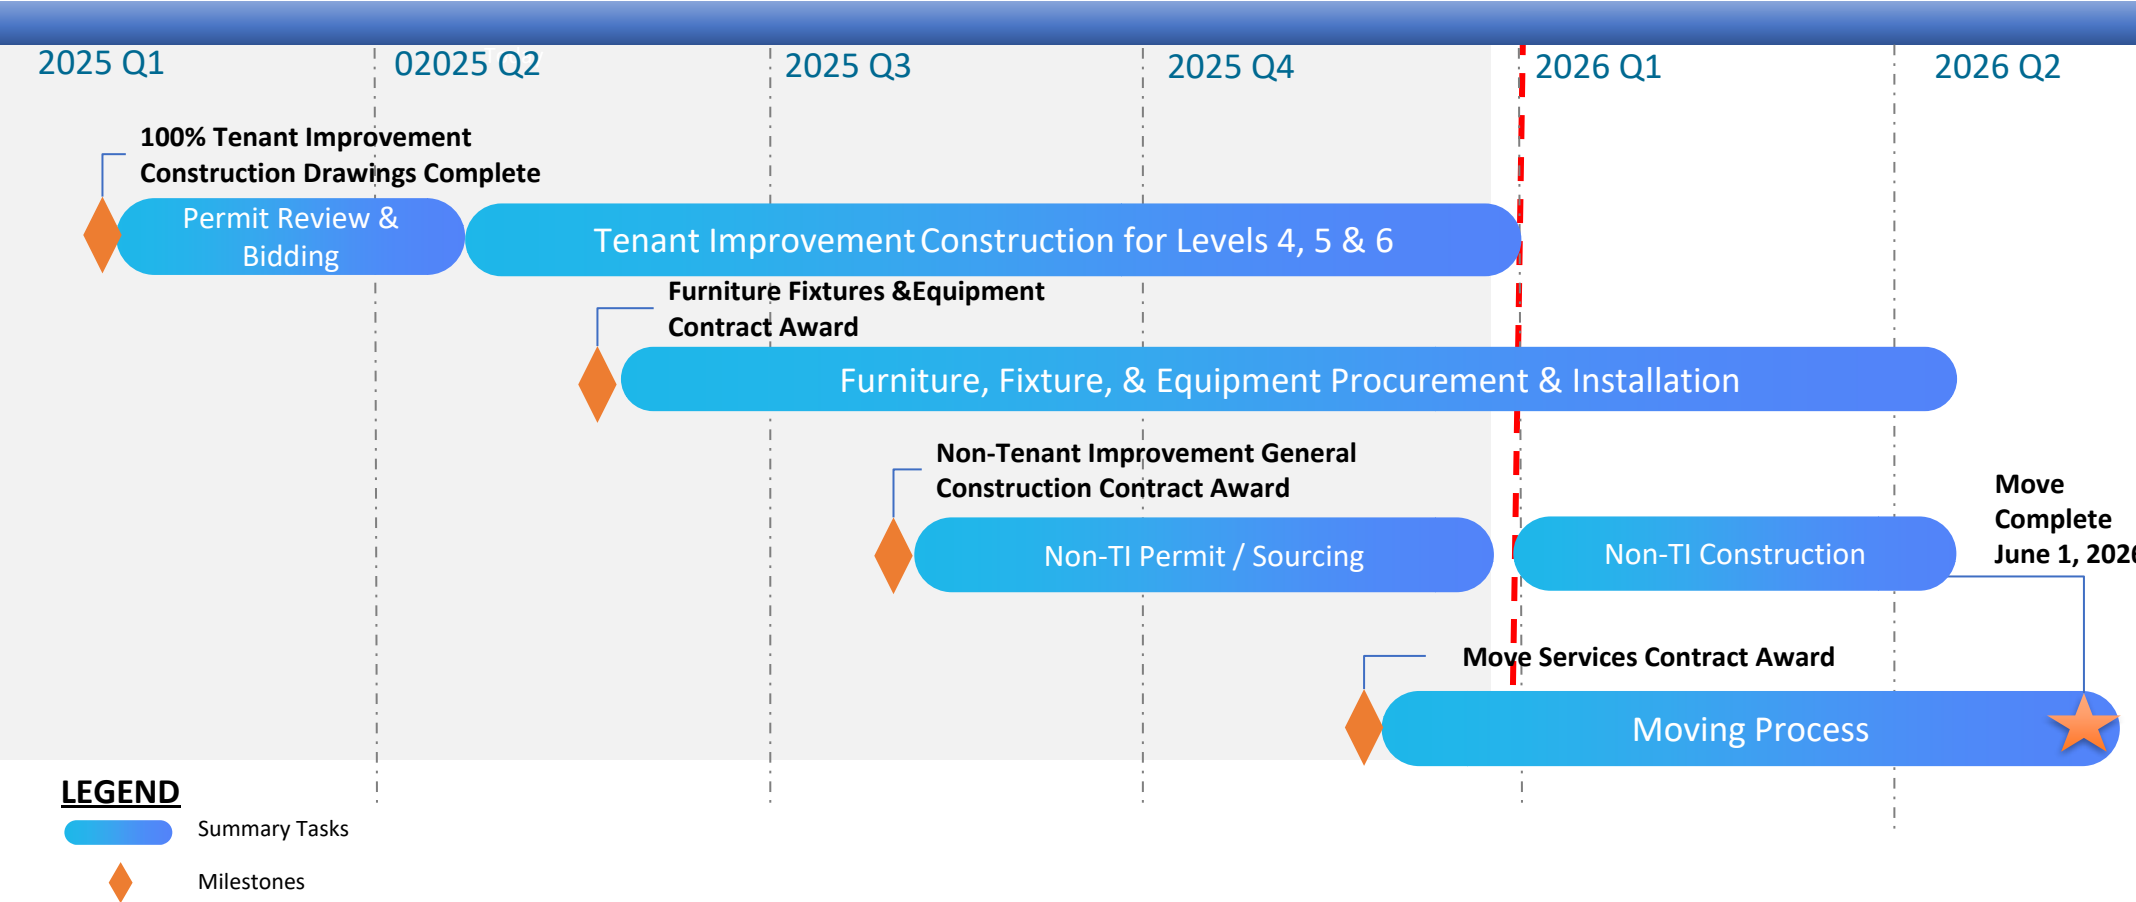 2025 Q1
02025 Q2
2025 Q3
2025 Q4
2026 Q1
2026 Q2
100% Tenant Improvement
Construction Drawings Complete
Permit Review &
Bidding
Tenant Improvement Construction for Levels 4, 5 & 6
Furniture Fixtures &Equipment
Contract Award
Furniture, Fixture, & Equipment Procurement & Installation
Non-Tenant Improvement General
Construction Contract Award
Non-TI Permit / Sourcing
Non-TI Construction
Move
Complete
June 1, 2026
Move Services Contract Award
Moving Process
LEGEND
Summary Tasks
Milestones